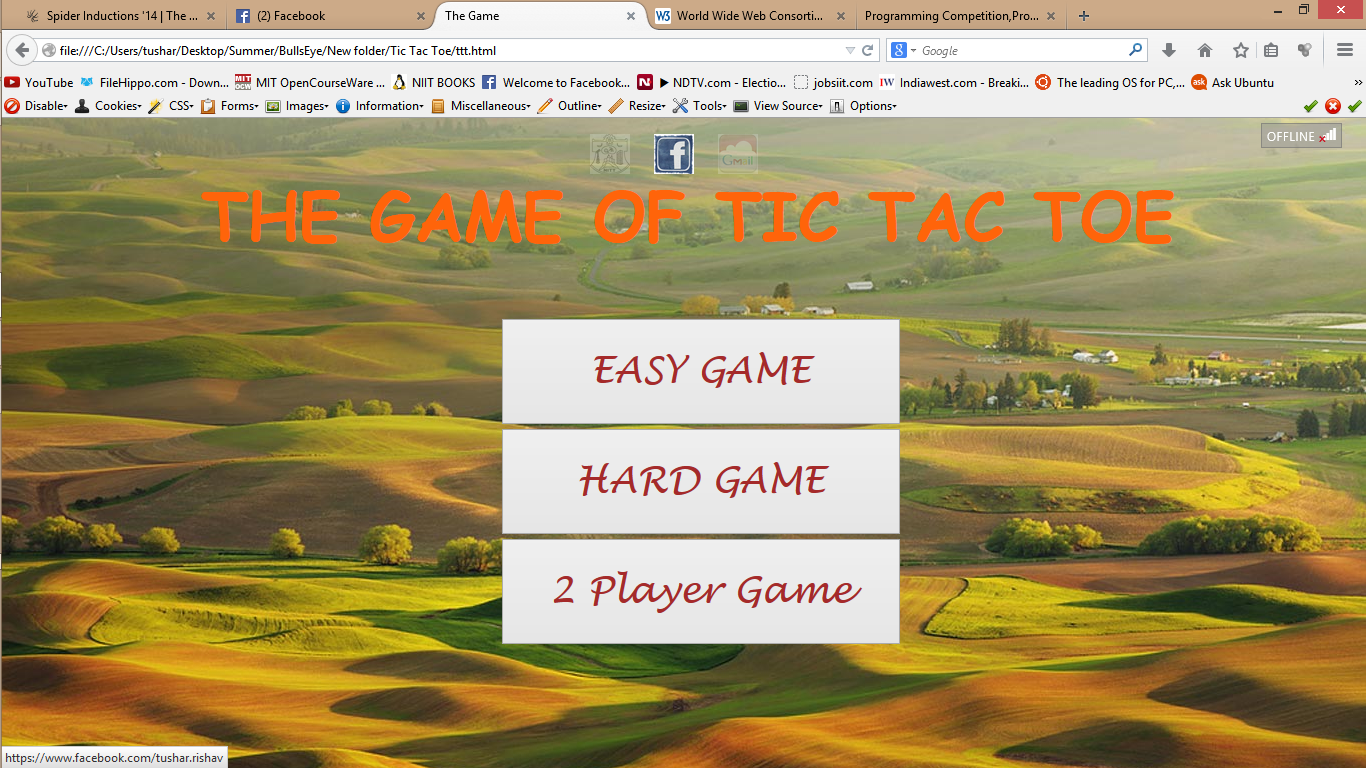 Spider Inductions '14 | The ...
(2) Facebook
The Game
World Wide Web Consorti...
Programming Competition,Pro...
file:///C:/Users/tushar/Desktop/Summer/BullsEye/New folder/Tic Tac Toe/ttt.html
Google
YouTube FileHippo.com - Down... MIT OpenCourseWare ... NIIT BOOKS Welcome to Facebook... ▶ NDTV.com - Electio... jobsiit.com Indiawest.com - Breaki... The leading OS for PC,... Ask Ubuntu »
Disable Cookies CSS Forms Images Information Miscellaneous Outline Resize Tools View Source Options
OFFLINE
Gmail
THE GAME OF TIC TAC TOE
EASY GAME
HARD GAME
2 Player Game
https://www.facebook.com/tushar.rishav